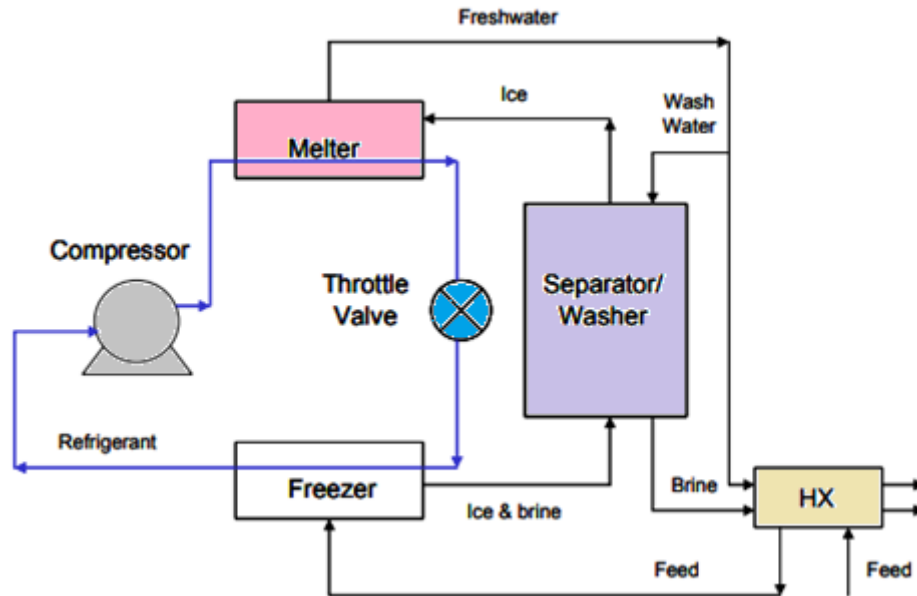 Freshwater
Ice
Wash
Water
Melter
Compressor
Throttle
Valve
Separator/
Washer
Refrigerant
Freezer
Ice & brine
Brine
HX
Feed
Feed